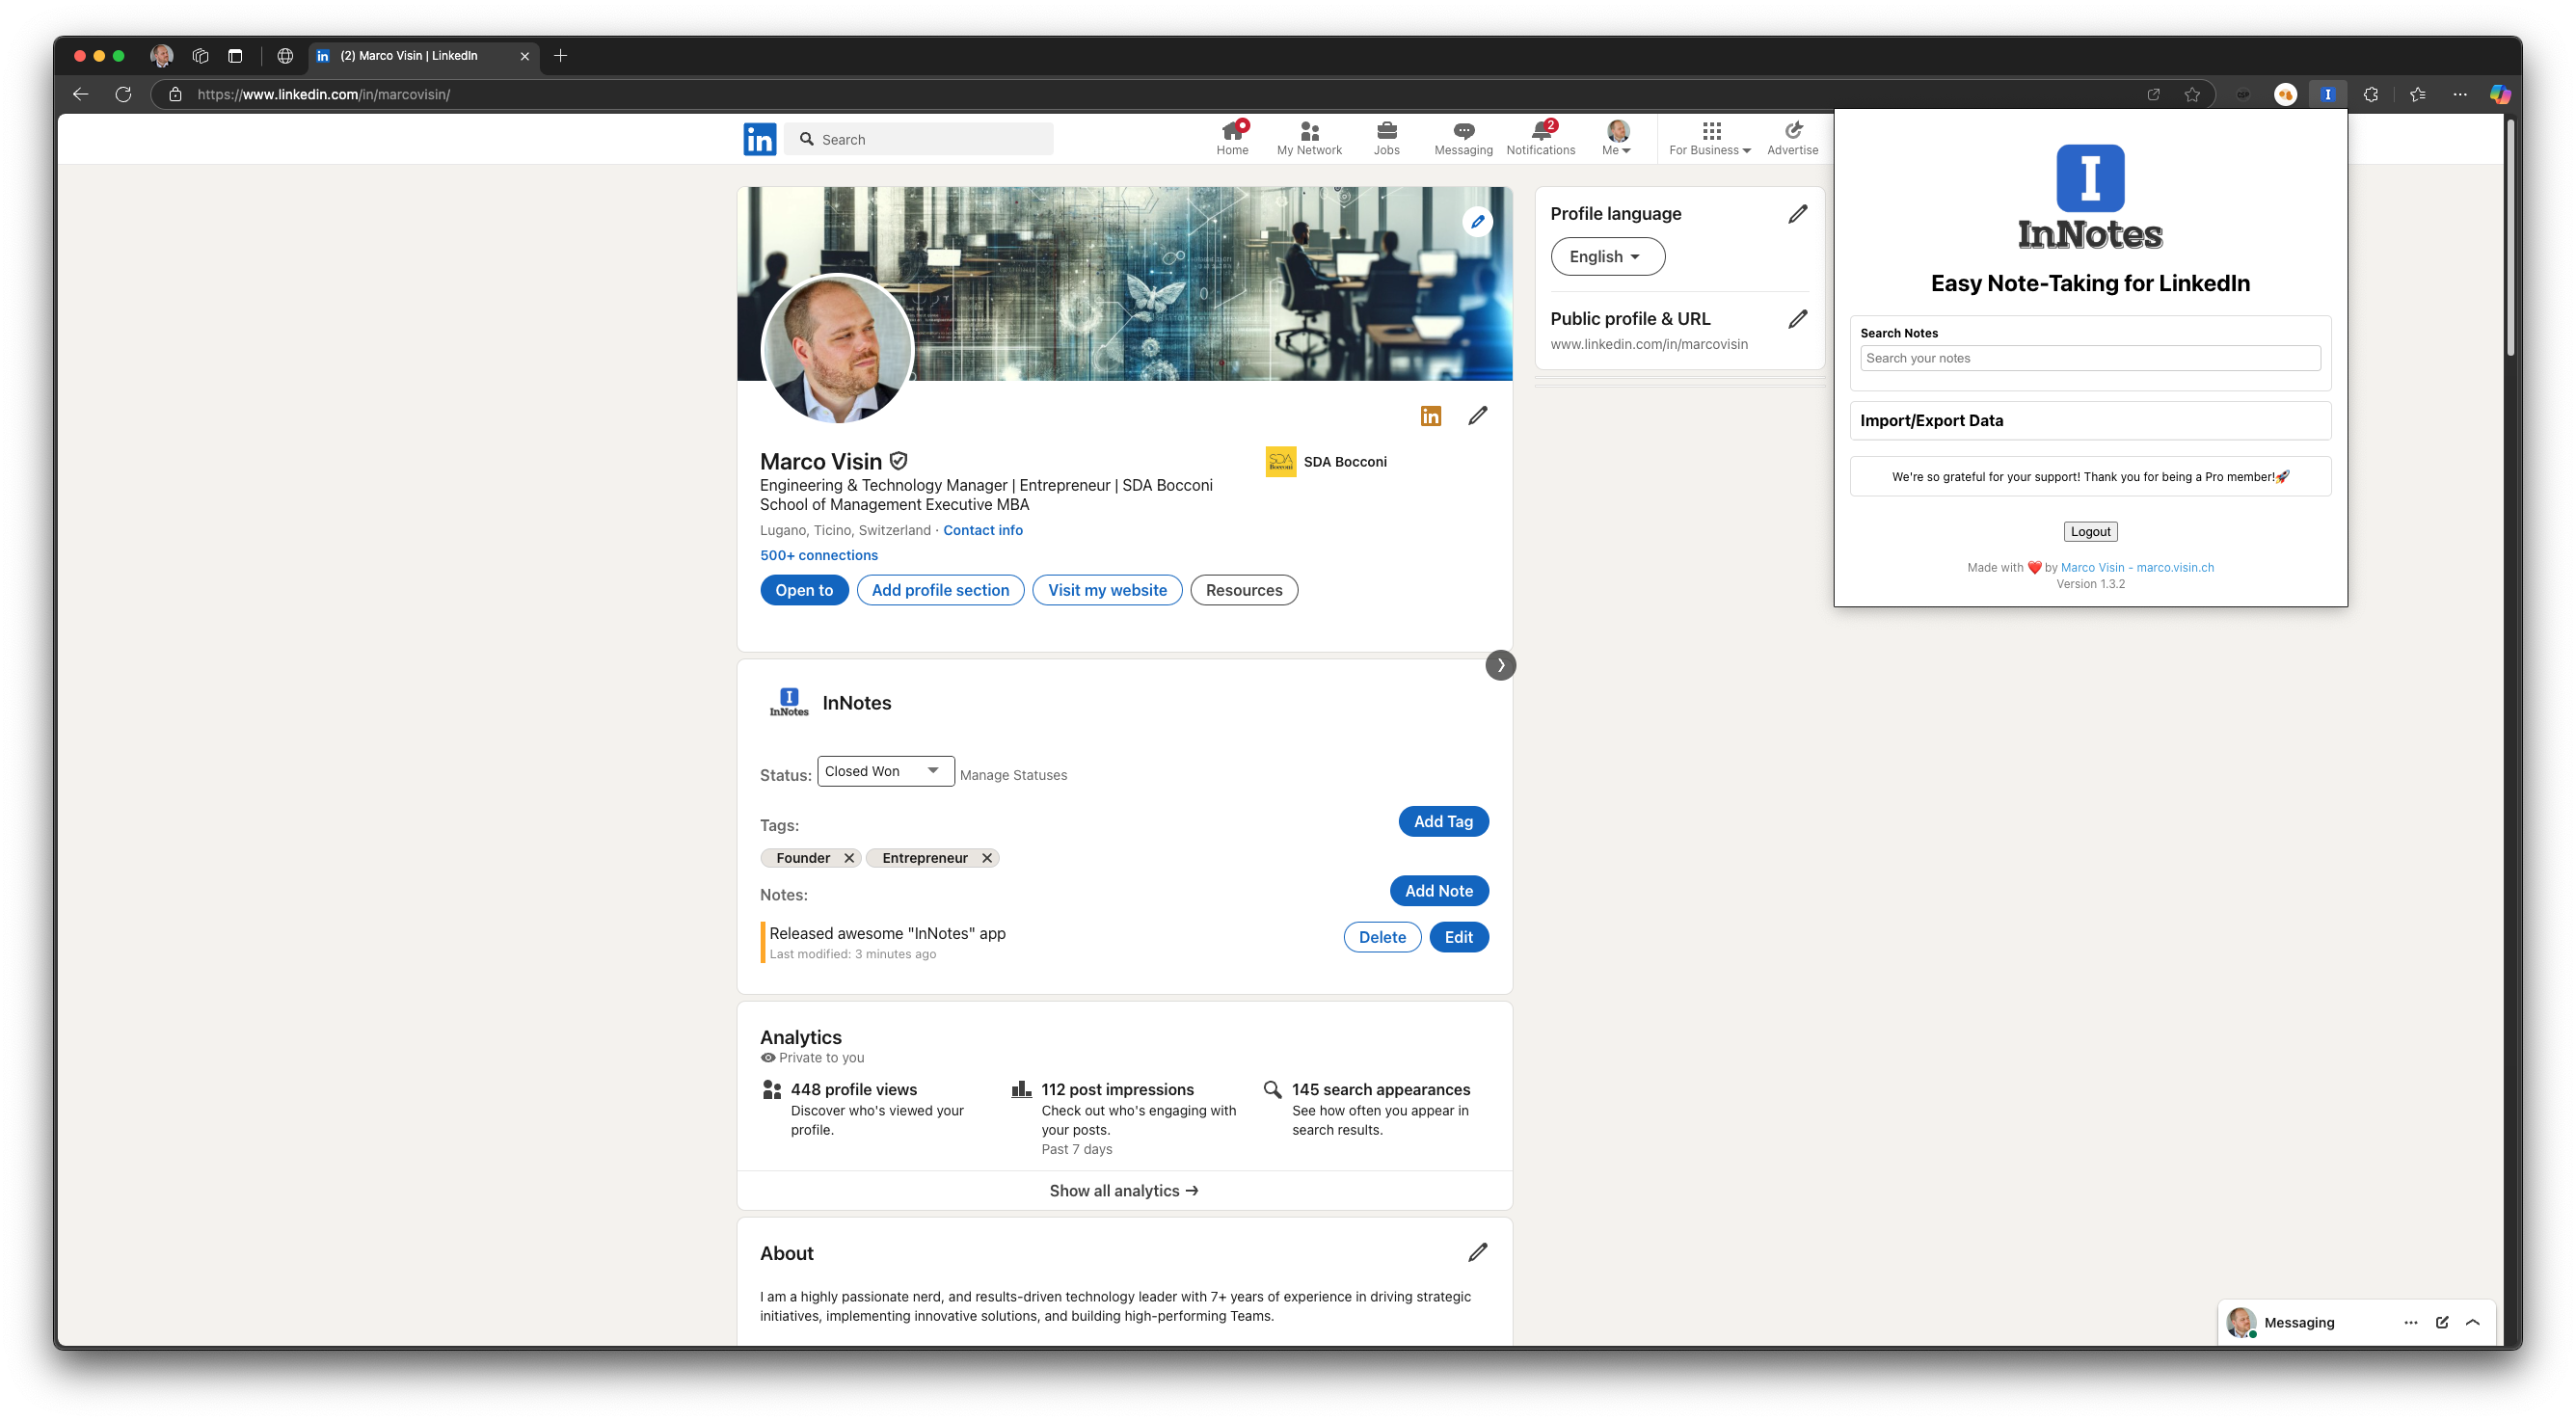 (2) Marco Visin | LinkedIn
https://www.linkedin.com/in/marcovisin/
in
Search
Home
My Network
Jobs
Messaging
2
Notifications
Me
For Business
Advertise
Marco Visin
Engineering & Technology Manager | Entrepreneur | SDA Bocconi
School of Management Executive MBA
Lugano, Ticino, Switzerland · Contact info
500+ connections
Open to
Add profile section
Visit my website
Resources
in
SDA
Bocconi
SDA Bocconi
Profile language
English
Public profile & URL
www.linkedin.com/in/marcovisin
I
InNotes
Easy Note-Taking for LinkedIn
Search Notes
Search your notes
Import/Export Data
We're so grateful for your support! Thank you for being a Pro member!🚀
Logout
Made with ❤️ by Marco Visin - marco.visin.ch
Version 1.3.2
I
InNotes
InNotes
Status:
Closed Won
Manage Statuses
Tags:
Add Tag
Founder
Entrepreneur
Notes:
Add Note
Released awesome "InNotes" app
Last modified: 3 minutes ago
Delete
Edit
Analytics
Private to you
448 profile views
Discover who's viewed your
profile.
112 post impressions
Check out who's engaging with
your posts.
Past 7 days
145 search appearances
See how often you appear in
search results.
Show all analytics →
About
I am a highly passionate nerd, and results-driven technology leader with 7+ years of experience in driving strategic
initiatives, implementing innovative solutions, and building high-performing Teams.
Messaging